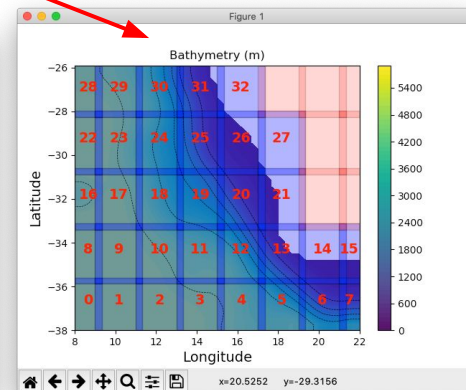 Figure 1
Bathymetry (m)
−26
−28
−30
−32
−34
−36
−38
Latitude
28 29 30 31 32
22 23 24 25 26 27
16 17 18 19 20 21
8 9 10 11 12 13 14 15
0 1 2 3 4 5 6 7
8 10 12 14 16 18 20 22
Longitude
5400
4800
4200
3600
3000
2400
1800
1200
600
0
x=20.5252 y=-29.3156